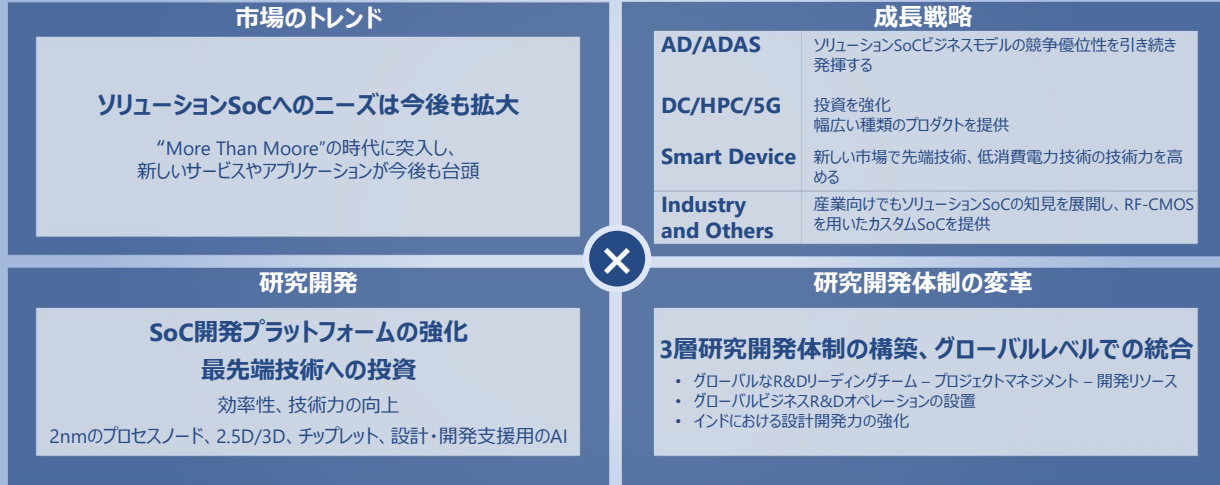 市場のトレンド
ソリューションSoCへのニーズは今後も拡大
“More Than Moore”の時代に突入し、
新しいサービスやアプリケーションが今後も台頭
成長戦略
AD/ADAS
ソリューションSoCビジネスモデルの競争優位性を引き続き
発揮する
DC/HPC/5G
投資を強化
幅広い種類のプロダクトを提供
Smart Device
新しい市場で先端技術、低消費電力技術の技術力を高
める
Industry
and Others
産業向けでもソリューションSoCの知見を展開し、RF-CMOS
を用いたカスタムSoCを提供
×
研究開発
SoC開発プラットフォームの強化
最先端技術への投資
効率性、技術力の向上
2nmのプロセスノード、2.5D/3D、チップレット、設計・開発支援用のAI
研究開発体制の変革
3層研究開発体制の構築、グローバルレベルでの統合
• グローバルなR&Dリーディングチーム – プロジェクトマネジメント – 開発リソース
• グローバルビジネスR&Dオペレーションの設置
• インドにおける設計開発力の強化